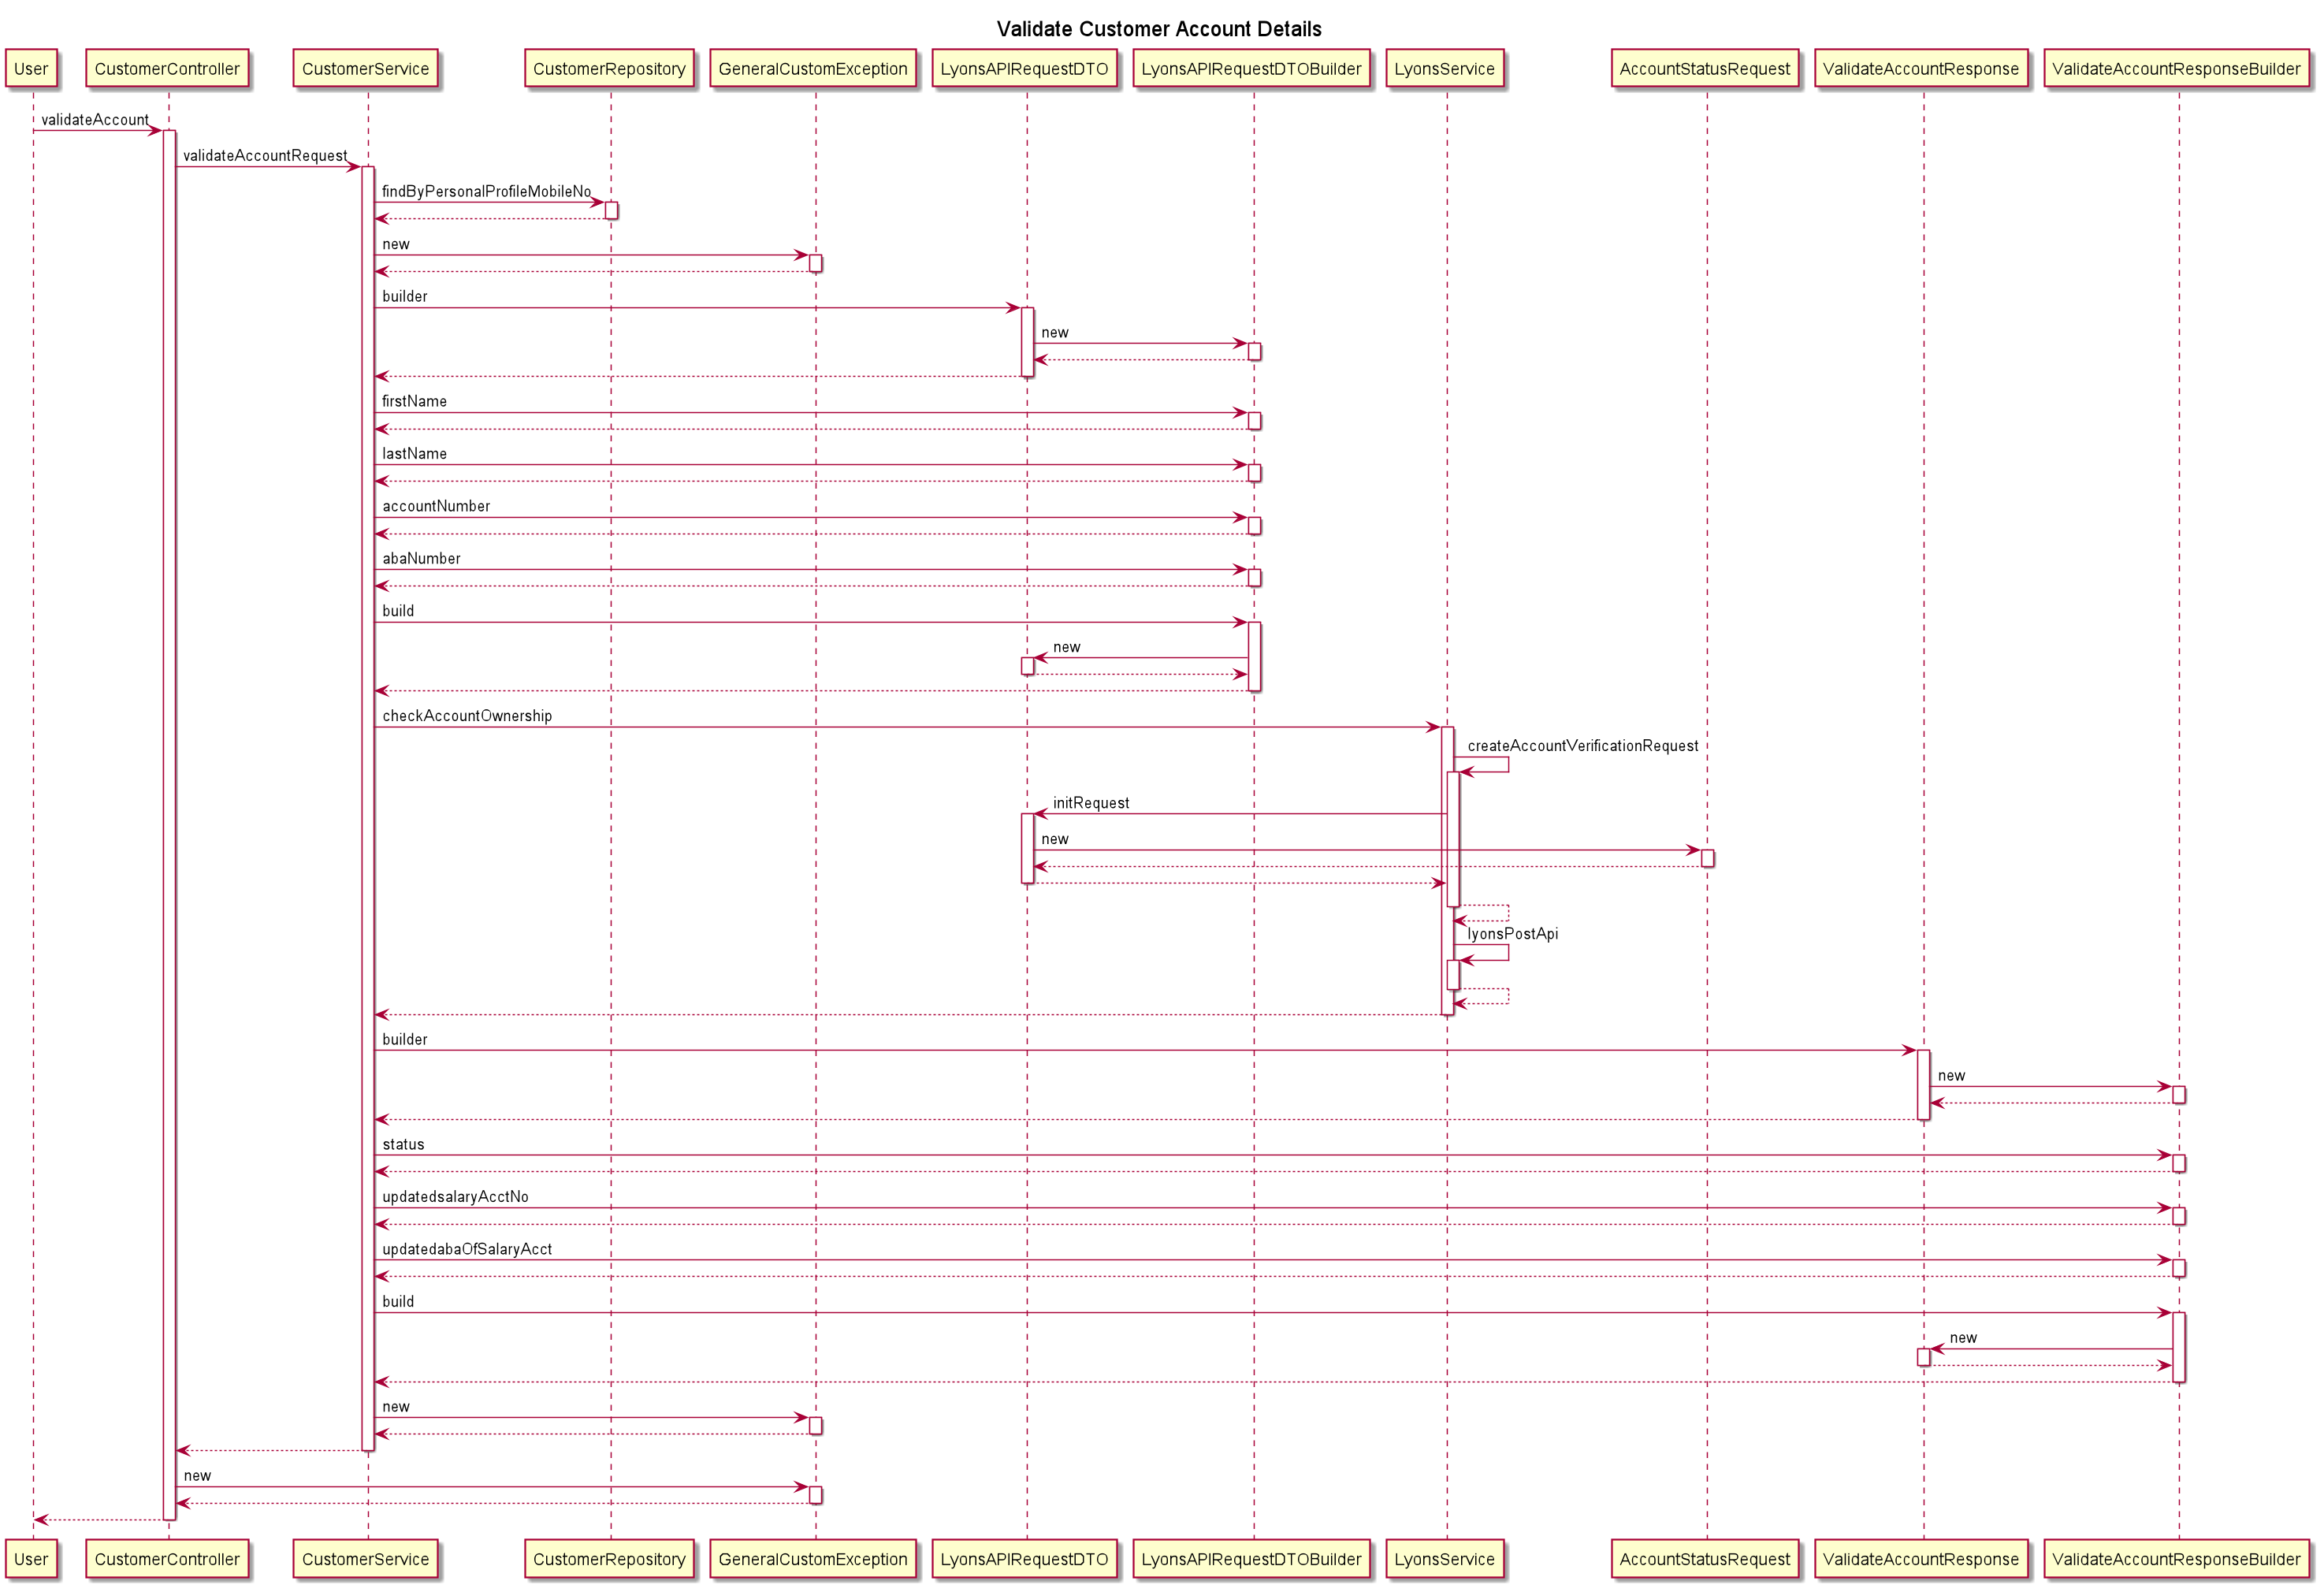 Validate Customer Account Details
User
CustomerController
CustomerService
CustomerRepository
GeneralCustomException
LyonsAPIRequestDTO
LyonsAPIRequestDTOBuilder
LyonsService
AccountStatusRequest
ValidateAccountResponse
ValidateAccountResponseBuilder
validateAccount
validateAccountRequest
findByPersonalProfileMobileNo
new
builder
new
firstName
lastName
accountNumber
abaNumber
build
new
checkAccountOwnership
createAccountVerificationRequest
initRequest
new
lyonsPostApi
builder
new
status
updatedsalaryAcctNo
updatedabaOfSalaryAcct
build
new
new
new
User
CustomerController
CustomerService
CustomerRepository
GeneralCustomException
LyonsAPIRequestDTO
LyonsAPIRequestDTOBuilder
LyonsService
AccountStatusRequest
ValidateAccountResponse
ValidateAccountResponseBuilder